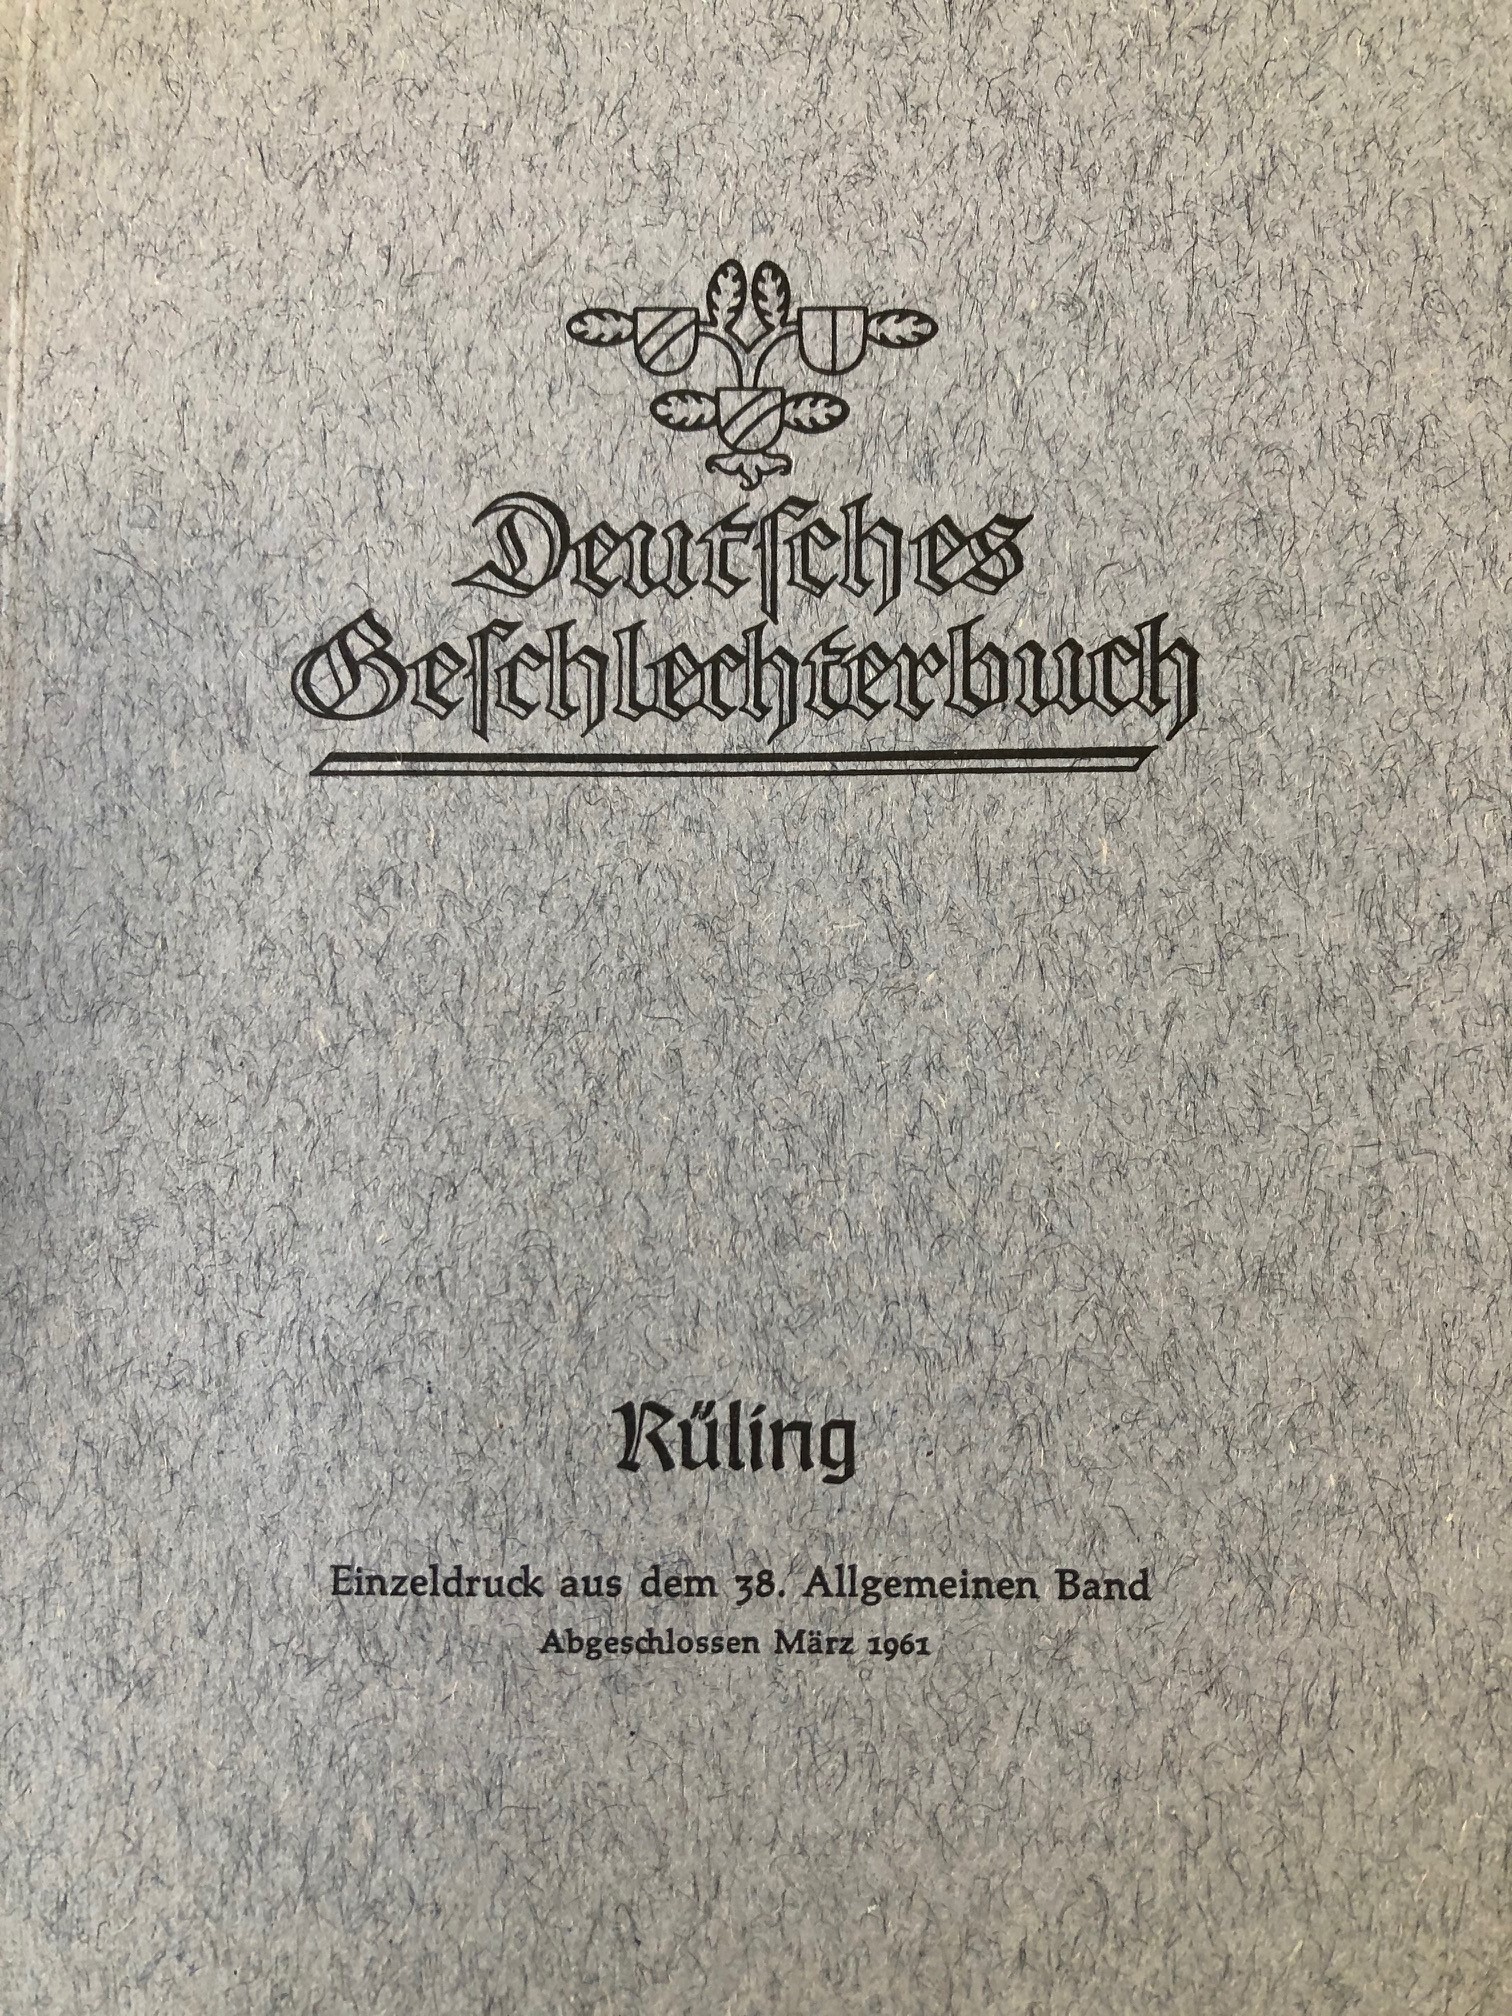 Deutſches
Geſchlechterbuch
Rüling
Einzeldruck aus dem 38. Allgemeinen Band
Abgeschlossen März 1961